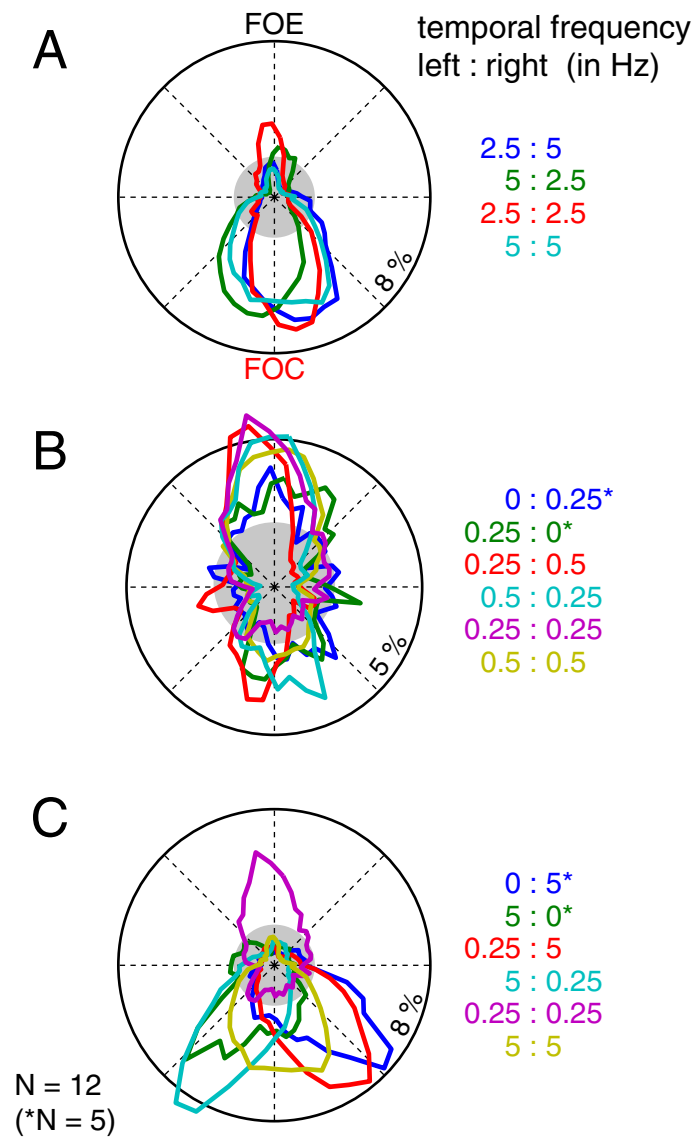 A
FOE
temporal frequency
left : right (in Hz)
2.5 : 5
5 : 2.5
2.5 : 2.5
5 : 5
8 %
FOC
B
0 : 0.25*
0.25 : 0*
0.25 : 0.5
0.5 : 0.25
0.25 : 0.25
0.5 : 0.5
5 %
C
0 : 5*
5 : 0*
0.25 : 5
5 : 0.25
0.25 : 0.25
5 : 5
8 %
N = 12
(*N = 5)